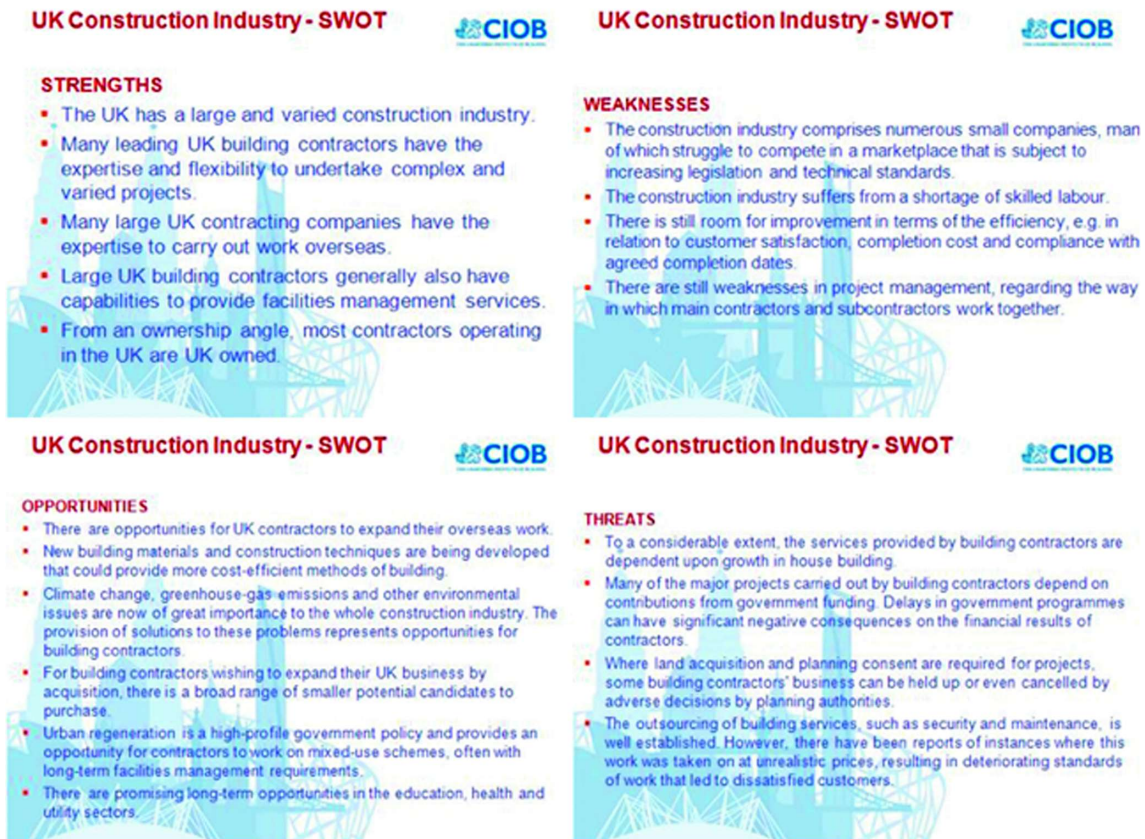 UK Construction Industry - SWOT
CIOB
STRENGTHS
The UK has a large and varied construction industry.
Many leading UK building contractors have the
expertise and flexibility to undertake complex and
varied projects.
Many large UK contracting companies have the
expertise to carry out work overseas.
Large UK building contractors generally also have
capabilities to provide facilities management services.
From an ownership angle, most contractors operating
in the UK are UK owned.
UK Construction Industry - SWOT
CIOB
WEAKNESSES
The construction industry comprises numerous small companies, man
of which struggle to compete in a marketplace that is subject to
increasing legislation and technical standards.
The construction industry suffers from a shortage of skilled labour.
There is still room for improvement in terms of the efficiency, e.g. in
relation to customer satisfaction, completion cost and compliance with
agreed completion dates.
There are still weaknesses in project management, regarding the way
in which main contractors and subcontractors work together.
UK Construction Industry - SWOT
CIOB
OPPORTUNITIES
There are opportunities for UK contractors to expand their overseas work.
New building materials and construction techniques are being developed
that could provide more cost-efficient methods of building.
Climate change, greenhouse-gas emissions and other environmental
issues are now of great importance to the whole construction industry. The
provision of solutions to these problems represents opportunities for
building contractors.
For building contractors wishing to expand their UK business by
acquisition, there is a broad range of smaller potential candidates to
purchase.
Urban regeneration is a high-profile government policy and provides an
opportunity for contractors to work on mixed-use schemes, often with
long-term facilities management requirements.
There are promising long-term opportunities in the education, health and
utility sectors.
UK Construction Industry - SWOT
CIOB
THREATS
To a considerable extent, the services provided by building contractors are
dependent upon growth in house building.
Many of the major projects carried out by building contractors depend on
contributions from government funding. Delays in government programmes
can have significant negative consequences on the financial results of
contractors.
Where land acquisition and planning consent are required for projects,
some building contractors' business can be held up or even cancelled by
adverse decisions by planning authorities.
The outsourcing of building services, such as security and maintenance, is
well established. However, there have been reports of instances where this
work was taken on at unrealistic prices, resulting in deteriorating standards
of work that led to dissatisfied customers.